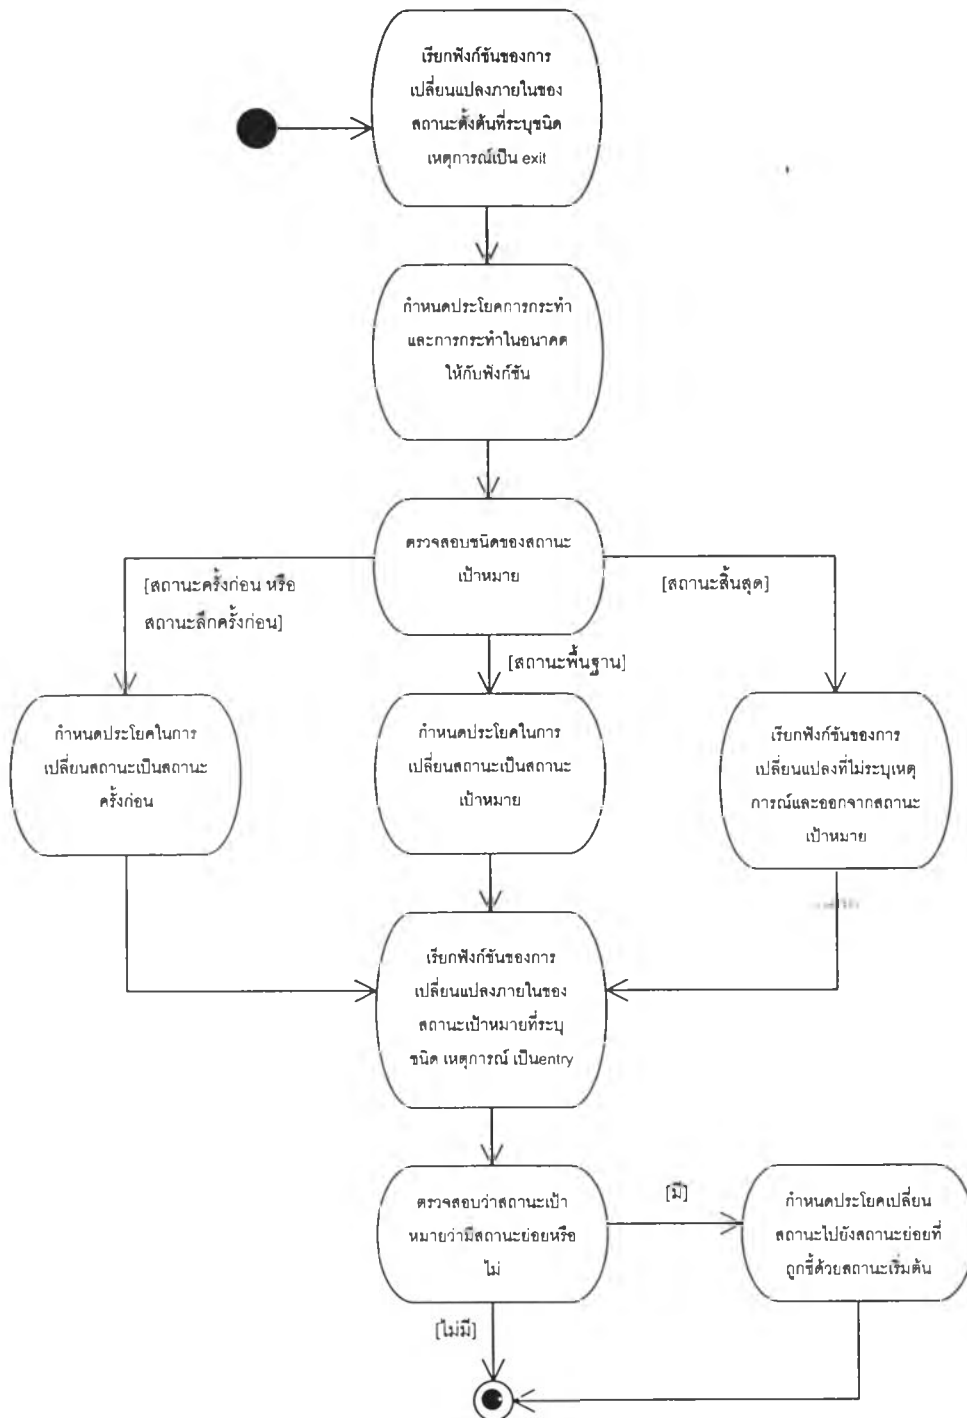 เรียกฟังก์ชันของการ
เปลี่ยนแปลงภายในของ
สถานะตั้งต้นที่ระบุชนิด
เหตุการณ์เป็น exit
กำหนดประโยคการกระทำ
และการกระทำในอนาคต
ให้กับฟังก์ชัน
ตรวจสอบชนิดของสถานะ
เป้าหมาย
[สถานะครั้งก่อน หรือ
สถานะลึกครั้งก่อน]
[สถานะพื้นฐาน]
[สถานะสิ้นสุด]
กำหนดประโยคในการ
เปลี่ยนสถานะเป็นสถานะ
ครั้งก่อน
กำหนดประโยคในการ
เปลี่ยนสถานะเป็นสถานะ
เป้าหมาย
เรียกฟังก์ชันของการ
เปลี่ยนแปลงที่ไม่ระบุเหตุ
การณ์และออกจากสถานะ
เป้าหมาย
เรียกฟังก์ชันของการ
เปลี่ยนแปลงภายในของ
สถานะเป้าหมายที่ระบุ
ชนิด เหตุการณ์ เป็นentry
ตรวจสอบว่าสถานะเป้า
หมายว่ามีสถานะย่อยหรือ
ไม่
[มี]
กำหนดประโยคเปลี่ยน
สถานะไปยังสถานะย่อยที่
ถูกชี้ด้วยสถานะเริ่มต้น
[ไม่มี]